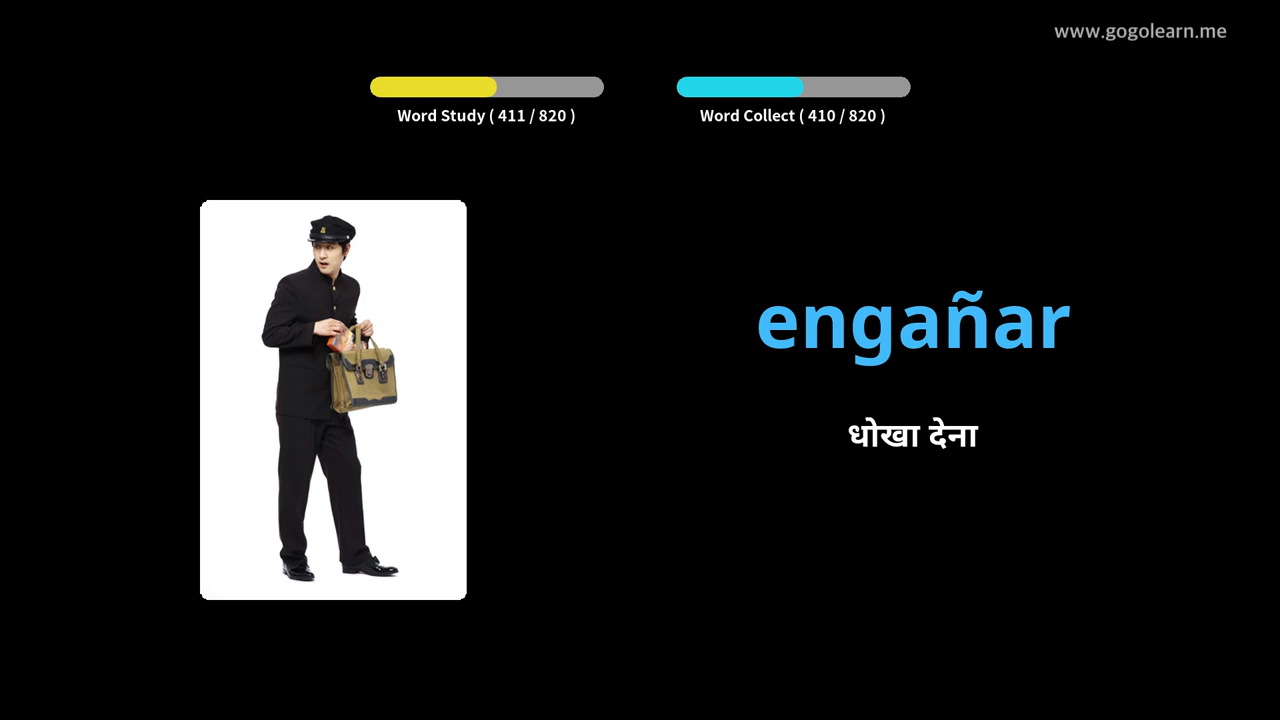 www.gogolearn.me
Word Study ( 411 / 820 )
Word Collect ( 410 / 820 )
engañar
धोखा देना